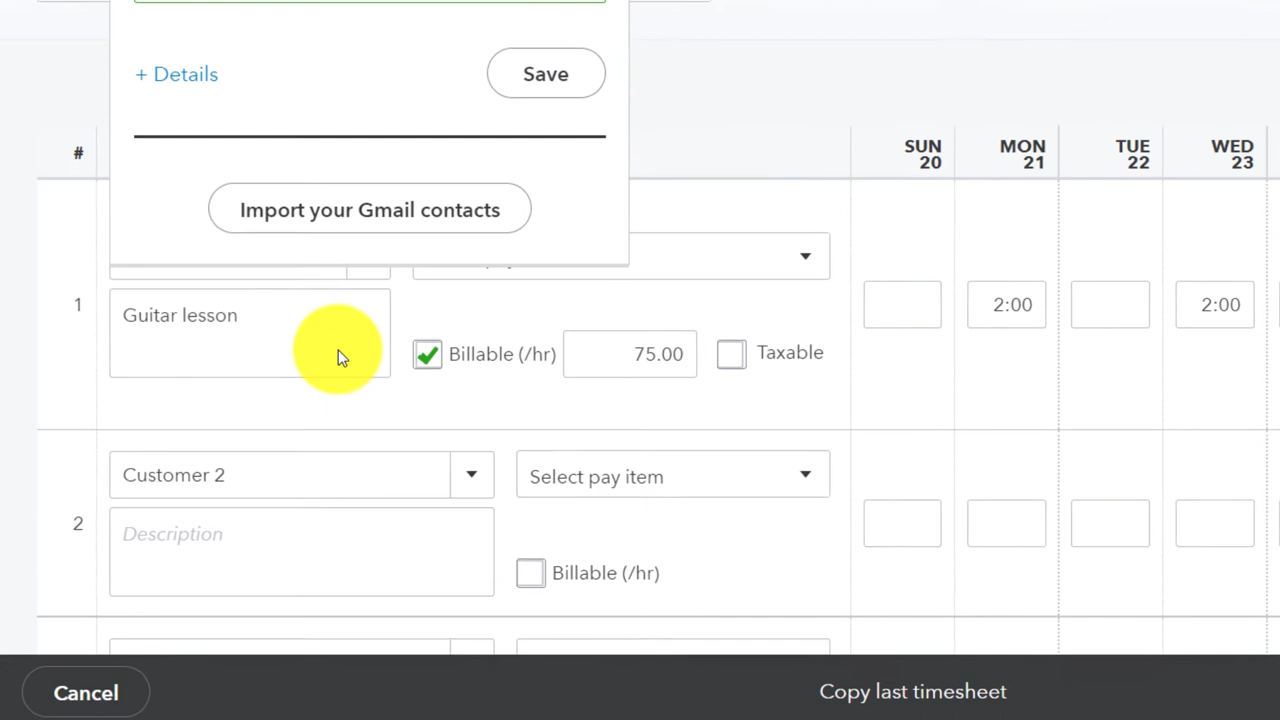 + Details
Save
Import your Gmail contacts
#
SUN
20
MON
21
TUE
22
WED
23
1
Guitar lesson
Billable (/hr)
75.00
Taxable
2:00
2:00
2
Customer 2
Select pay item
Description
Billable (/hr)
Cancel
Copy last timesheet